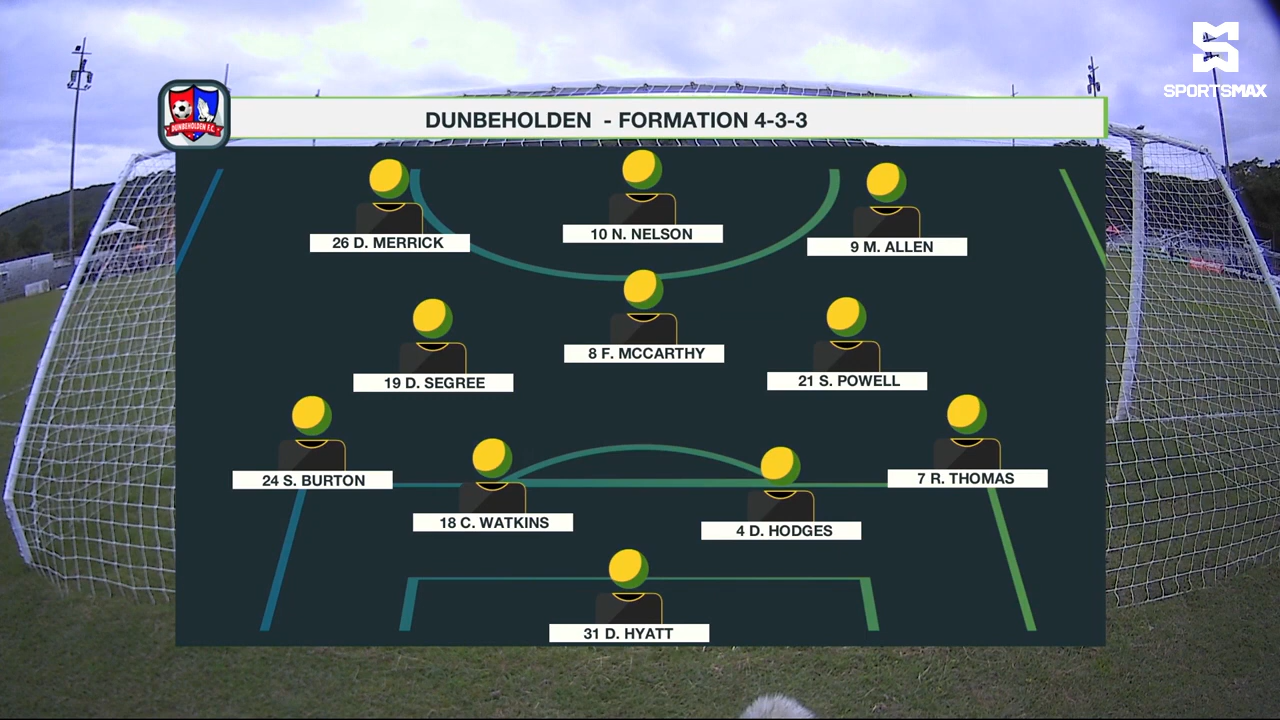 SPORTSMAX
DUNBEHOLDEN F.C.
DUNBEHOLDEN - FORMATION 4-3-3
26 D. MERRICK
10 N. NELSON
9 M. ALLEN
19 D. SEGREE
8 F. MCCARTHY
21 S. POWELL
24 S. BURTON
18 C. WATKINS
4 D. HODGES
7 R. THOMAS
31 D. HYATT